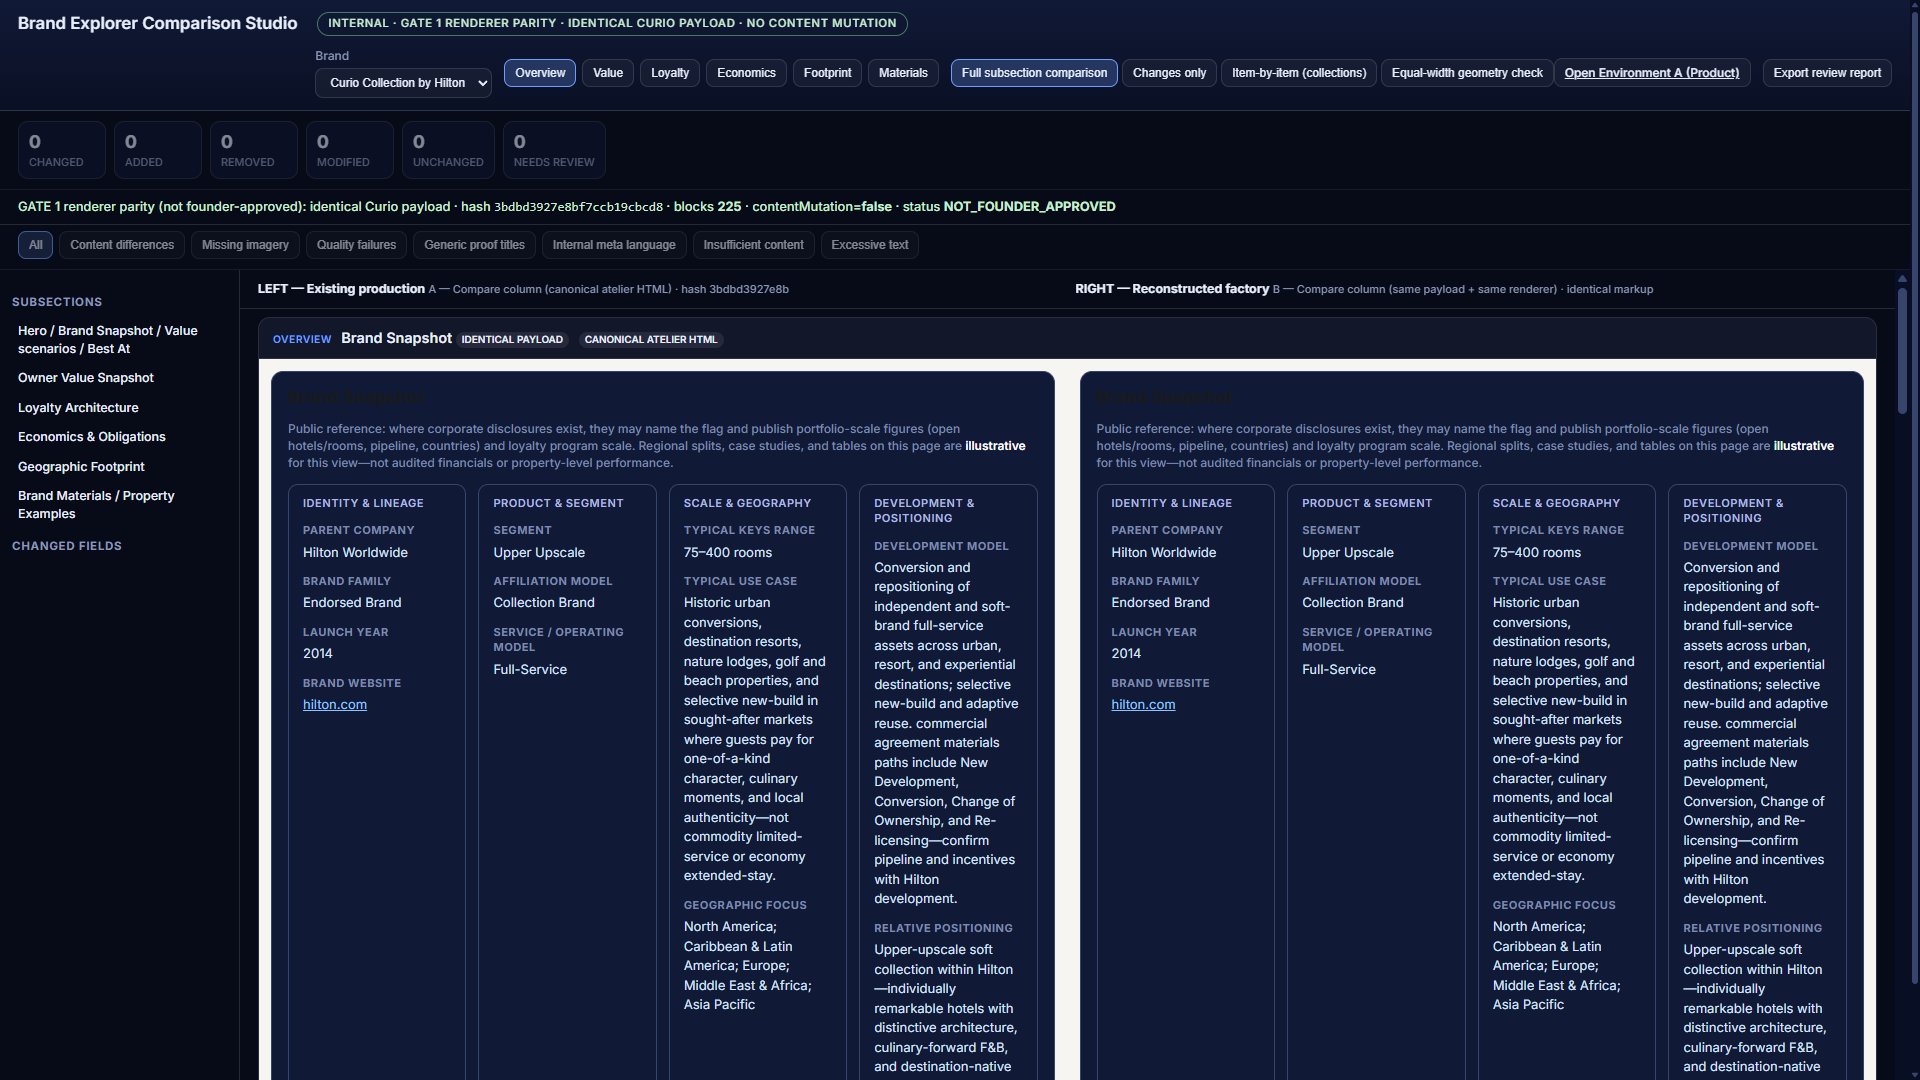 Brand Explorer Comparison Studio
INTERNAL · GATE 1 RENDERER PARITY · IDENTICAL CURIO PAYLOAD · NO CONTENT MUTATION
Brand
Curio Collection by Hilton
Overview
Value
Loyalty
Economics
Footprint
Materials
Full subsection comparison
Changes only
Item-by-item (collections)
Equal-width geometry check
Open Environment A (Product)
Export review report
0
CHANGED
0
ADDED
0
REMOVED
0
MODIFIED
0
UNCHANGED
0
NEEDS REVIEW
GATE 1 renderer parity (not founder-approved): identical Curio payload · hash 3bdbd3927e8bf7ccb19cbcd8 · blocks 225 · contentMutation=false · status NOT_FOUNDER_APPROVED
All
Content differences
Missing imagery
Quality failures
Generic proof titles
Internal meta language
Insufficient content
Excessive text
SUBSECTIONS
Hero / Brand Snapshot / Value
scenarios / Best At
Owner Value Snapshot
Loyalty Architecture
Economics & Obligations
Geographic Footprint
Brand Materials / Property
Examples
CHANGED FIELDS
LEFT — Existing production A — Compare column (canonical atelier HTML) · hash 3bdbd3927e8b
RIGHT — Reconstructed factory B — Compare column (same payload + same renderer) · identical markup
OVERVIEW Brand Snapshot IDENTICAL PAYLOAD CANONICAL ATELIER HTML
Brand Snapshot
Public reference: where corporate disclosures exist, they may name the flag and publish portfolio-scale figures (open
hotels/rooms, pipeline, countries) and loyalty program scale. Regional splits, case studies, and tables on this page are illustrative
for this view—not audited financials or property-level performance.
IDENTITY & LINEAGE
PARENT COMPANY
Hilton Worldwide
BRAND FAMILY
Endorsed Brand
LAUNCH YEAR
2014
BRAND WEBSITE
hilton.com
PRODUCT & SEGMENT
SEGMENT
Upper Upscale
AFFILIATION MODEL
Collection Brand
SERVICE / OPERATING
MODEL
Full-Service
SCALE & GEOGRAPHY
TYPICAL KEYS RANGE
75–400 rooms
TYPICAL USE CASE
Historic urban
conversions,
destination resorts,
nature lodges, golf and
beach properties, and
selective new-build in
sought-after markets
where guests pay for
one-of-a-kind
character, culinary
moments, and local
authenticity—not
commodity limited-
service or economy
extended-stay.
GEOGRAPHIC FOCUS
North America;
Caribbean & Latin
America; Europe;
Middle East & Africa;
Asia Pacific
DEVELOPMENT &
POSITIONING
DEVELOPMENT MODEL
Conversion and
repositioning of
independent and soft-
brand full-service
assets across urban,
resort, and experiential
destinations; selective
new-build and adaptive
reuse. commercial
agreement materials
paths include New
Development,
Conversion, Change of
Ownership, and Re-
licensing—confirm
pipeline and incentives
with Hilton
development.
RELATIVE POSITIONING
Upper-upscale soft
collection within Hilton
—individually
remarkable hotels with
distinctive architecture,
culinary-forward F&B,
and destination-native
Brand Snapshot
Public reference: where corporate disclosures exist, they may name the flag and publish portfolio-scale figures (open
hotels/rooms, pipeline, countries) and loyalty program scale. Regional splits, case studies, and tables on this page are illustrative
for this view—not audited financials or property-level performance.
IDENTITY & LINEAGE
PARENT COMPANY
Hilton Worldwide
BRAND FAMILY
Endorsed Brand
LAUNCH YEAR
2014
BRAND WEBSITE
hilton.com
PRODUCT & SEGMENT
SEGMENT
Upper Upscale
AFFILIATION MODEL
Collection Brand
SERVICE / OPERATING
MODEL
Full-Service
SCALE & GEOGRAPHY
TYPICAL KEYS RANGE
75–400 rooms
TYPICAL USE CASE
Historic urban
conversions,
destination resorts,
nature lodges, golf and
beach properties, and
selective new-build in
sought-after markets
where guests pay for
one-of-a-kind
character, culinary
moments, and local
authenticity—not
commodity limited-
service or economy
extended-stay.
GEOGRAPHIC FOCUS
North America;
Caribbean & Latin
America; Europe;
Middle East & Africa;
Asia Pacific
DEVELOPMENT &
POSITIONING
DEVELOPMENT MODEL
Conversion and
repositioning of
independent and soft-
brand full-service
assets across urban,
resort, and experiential
destinations; selective
new-build and adaptive
reuse. commercial
agreement materials
paths include New
Development,
Conversion, Change of
Ownership, and Re-
licensing—confirm
pipeline and incentives
with Hilton
development.
RELATIVE POSITIONING
Upper-upscale soft
collection within Hilton
—individually
remarkable hotels with
distinctive architecture,
culinary-forward F&B,
and destination-native